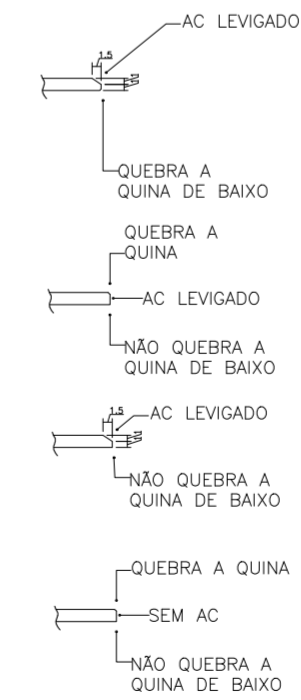 AC LEVIGADO
1.5
QUEBRA A
QUINA DE BAIXO
QUEBRA A
QUINA
AC LEVIGADO
NÃO QUEBRA A
QUINA DE BAIXO
1.5
AC LEVIGADO
NÃO QUEBRA A
QUINA DE BAIXO
QUEBRA A QUINA
SEM AC
NÃO QUEBRA A
QUINA DE BAIXO